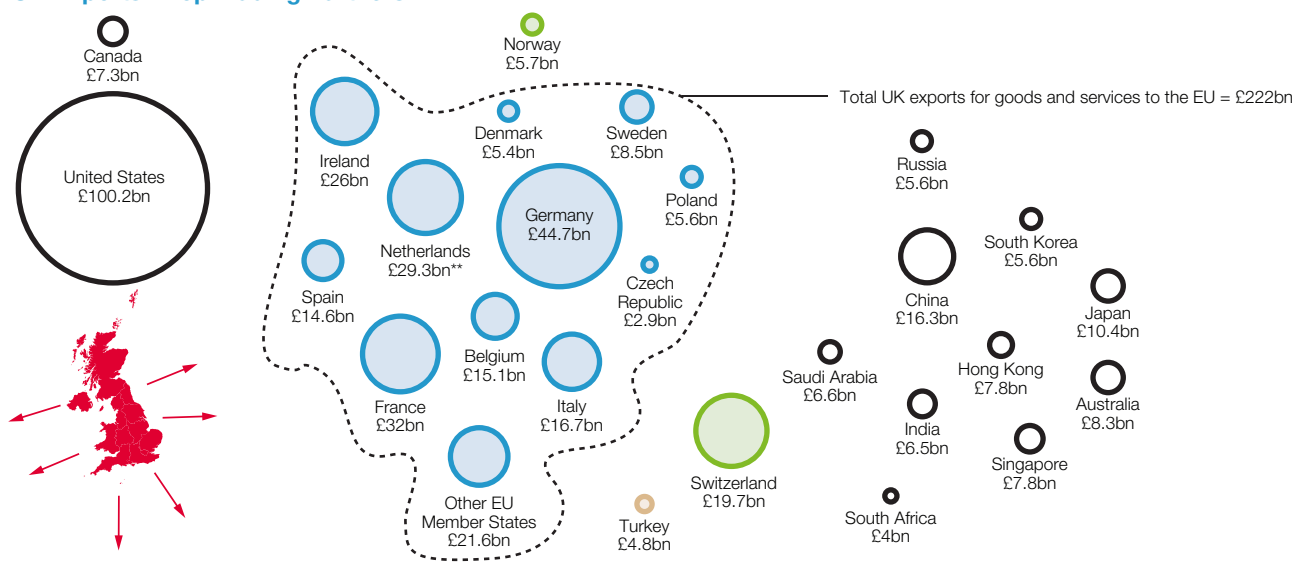 Canada
£7.3bn
United States
£100.2bn
Norway
£5.7bn
Total UK exports for goods and services to the EU = £222bn
Ireland
£26bn
Denmark
£5.4bn
Sweden
£8.5bn
Netherlands
£29.3bn**
Germany
£44.7bn
Poland
£5.6bn
Spain
£14.6bn
Czech
Republic
£2.9bn
France
£32bn
Belgium
£15.1bn
Italy
£16.7bn
Other EU
Member States
£21.6bn
Turkey
£4.8bn
Switzerland
£19.7bn
Russia
£5.6bn
South Korea
£5.6bn
China
£16.3bn
Japan
£10.4bn
Saudi Arabia
£6.6bn
Hong Kong
£7.8bn
Australia
£8.3bn
India
£6.5bn
Singapore
£7.8bn
South Africa
£4bn